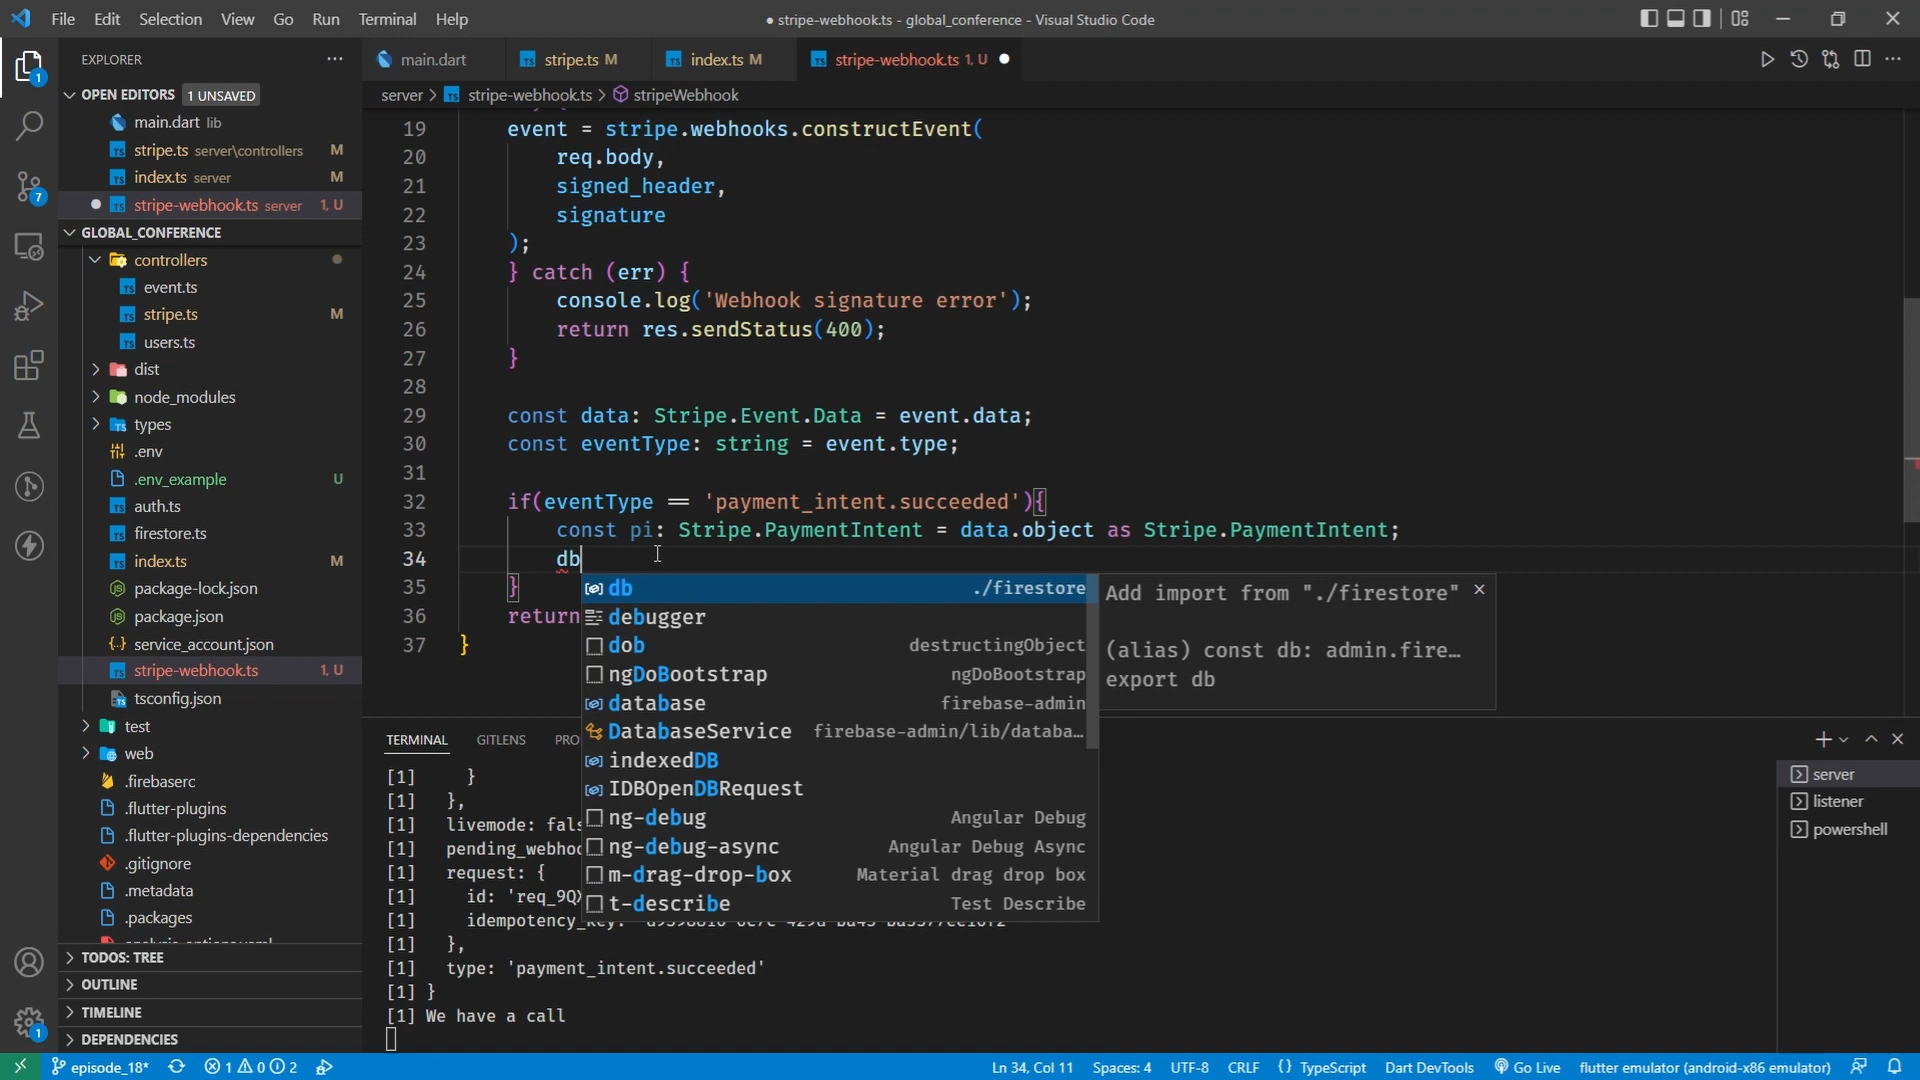 File Edit Selection View Go Run Terminal Help
● stripe-webhook.ts - global_conference - Visual Studio Code
EXPLORER
main.dart
stripe.ts M
index.ts M
stripe-webhook.ts 1, U
OPEN EDITORS 1 UNSAVED
main.dart lib
stripe.ts server\controllers M
index.ts server M
stripe-webhook.ts server 1, U
GLOBAL_CONFERENCE
controllers
event.ts
stripe.ts M
users.ts
dist
node_modules
types
.env
.env_example U
auth.ts
firestore.ts
index.ts M
package-lock.json
package.json
service_account.json
stripe-webhook.ts 1, U
tsconfig.json
test
web
.firebaserc
.flutter-plugins
.flutter-plugins-dependencies
.gitignore
.metadata
.packages
TODOS: TREE
OUTLINE
TIMELINE
DEPENDENCIES
server > stripe-webhook.ts > stripeWebhook
19 event = stripe.webhooks.constructEvent(
20 req.body,
21 signed_header,
22 signature
23 );
24 } catch (err) {
25 console.log('Webhook signature error');
26 return res.sendStatus(400);
27 }
28
29 const data: Stripe.Event.Data = event.data;
30 const eventType: string = event.type;
31
32 if(eventType == 'payment_intent.succeeded'){
33 const pi: Stripe.PaymentIntent = data.object as Stripe.PaymentIntent;
34 db
35 }
36 return
37 }
db ./firestore
debugger
dob destructingObject
ngDoBootstrap ngDoBootstrap
database firebase-admin
DatabaseService firebase-admin/lib/databa…
indexedDB
IDBOpenDBRequest
ng-debug Angular Debug
ng-debug-async Angular Debug Async
m-drag-drop-box Material drag drop box
t-describe Test Describe
Add import from "./firestore"
(alias) const db: admin.fire…
export db
TERMINAL GITLENS PRO
[1] }
[1] },
[1] livemode: fals
[1] pending_webho
[1] request: {
[1] id: 'req_9Q
[1] idempotency_key:
[1] },
[1] type: 'payment_intent.succeeded'
[1] }
[1] We have a call
server
listener
powershell
7
1
1
episode_18* 1 0 2
Ln 34, Col 11 Spaces: 4 UTF-8 CRLF {} TypeScript Dart DevTools Go Live flutter emulator (android-x86 emulator)